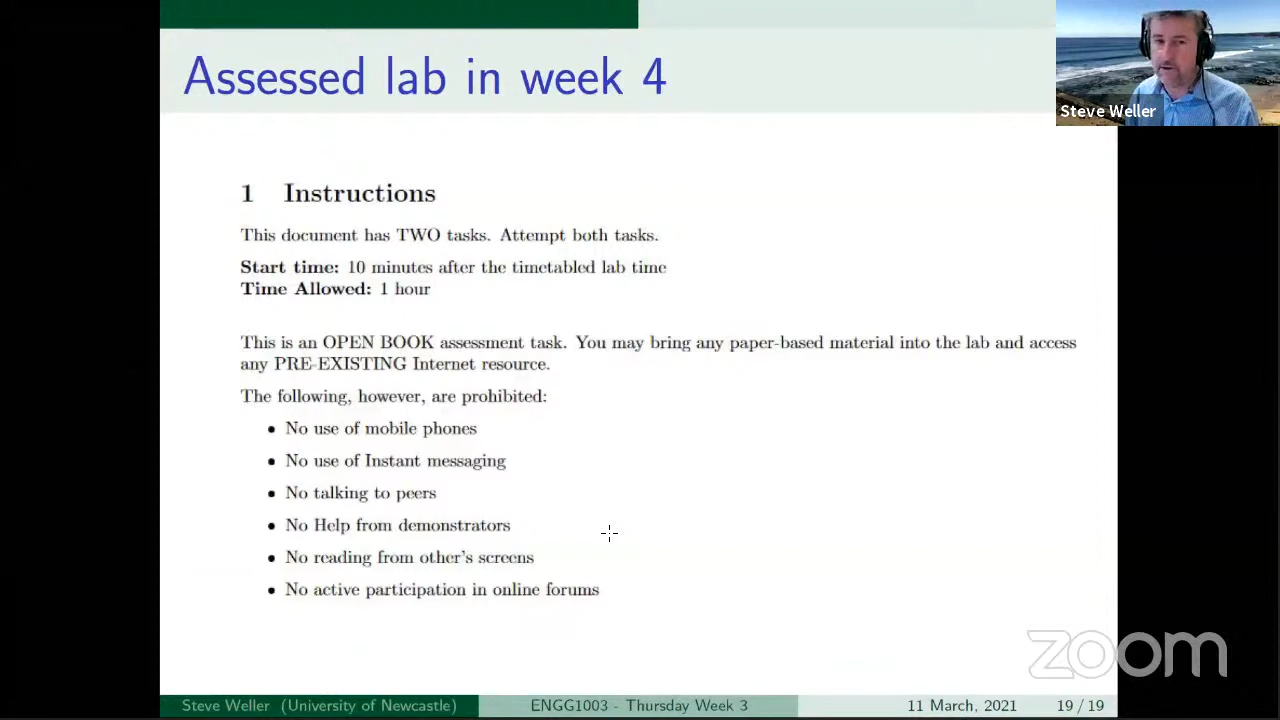 Assessed lab in week 4
Steve Weller
1 Instructions
This document has TWO tasks. Attempt both tasks.
Start time: 10 minutes after the timetabled lab time
Time Allowed: 1 hour
This is an OPEN BOOK assessment task. You may bring any paper-based material into the lab and access
any PRE-EXISTING Internet resource.
The following, however, are prohibited:
• No use of mobile phones
• No use of Instant messaging
• No talking to peers
• No Help from demonstrators
• No reading from other's screens
• No active participation in online forums
zoom
Steve Weller (University of Newcastle) ENGG1003 - Thursday Week 3 11 March, 2021 19 / 19